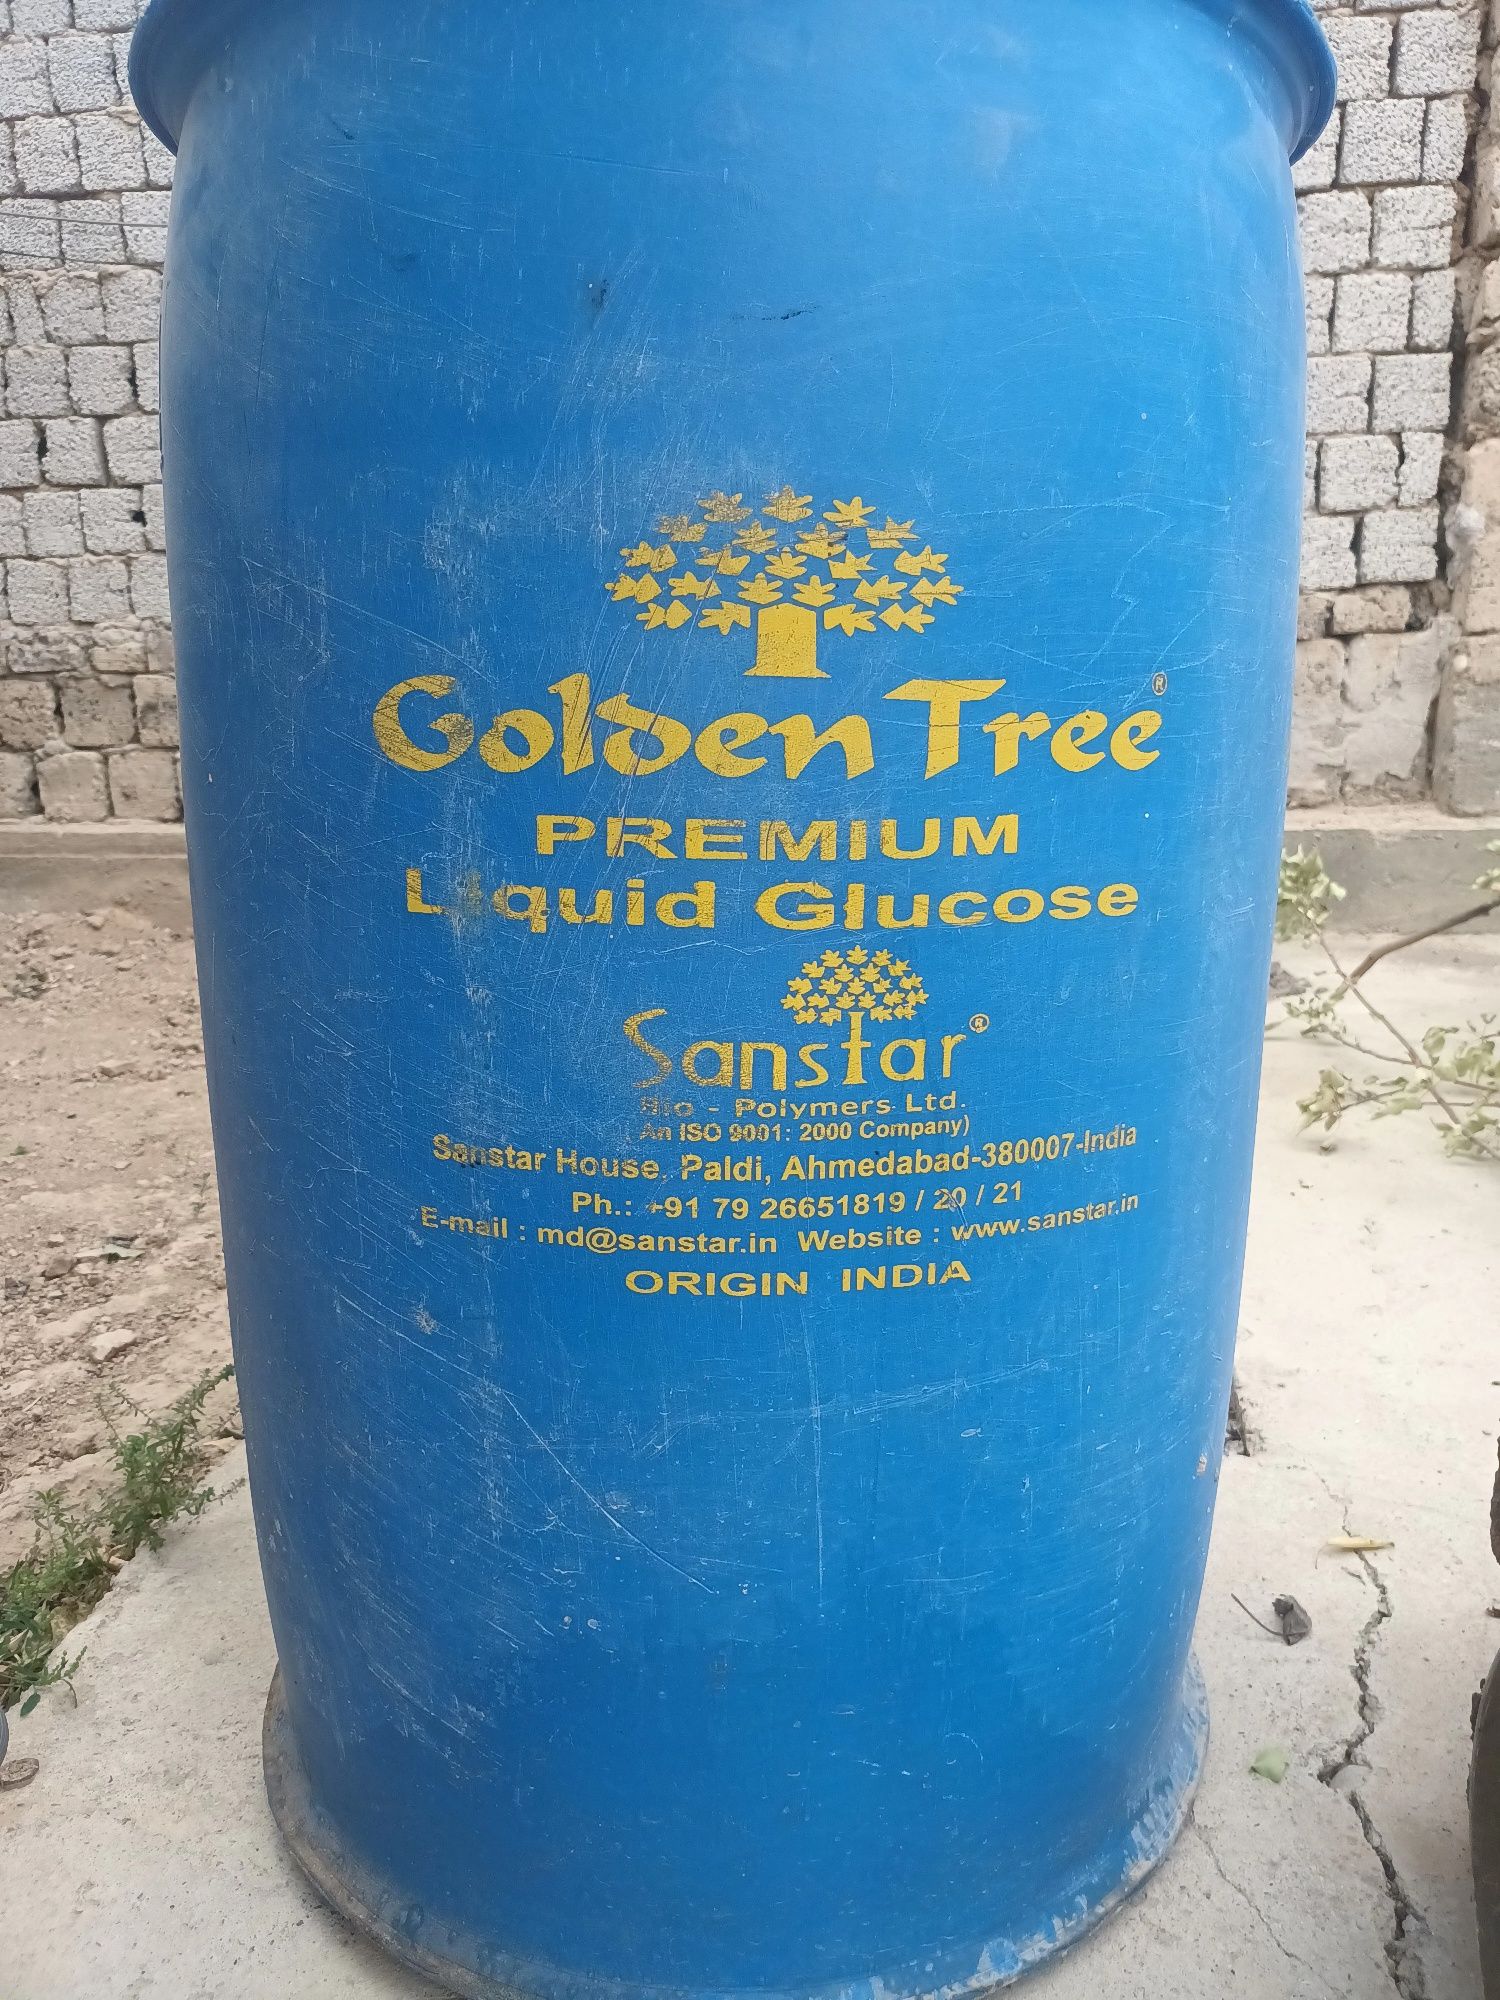 Golden Tree®
PREMIUM
Liquid Glucose
Sanstar®
Bio - Polymers Ltd.
(An ISO 9001: 2000 Company)
Sanstar House, Paldi, Ahmedabad-380007-India
Ph.: +91 79 26651819 / 20 / 21
E-mail : md@sanstar.in Website : www.sanstar.in
ORIGIN INDIA